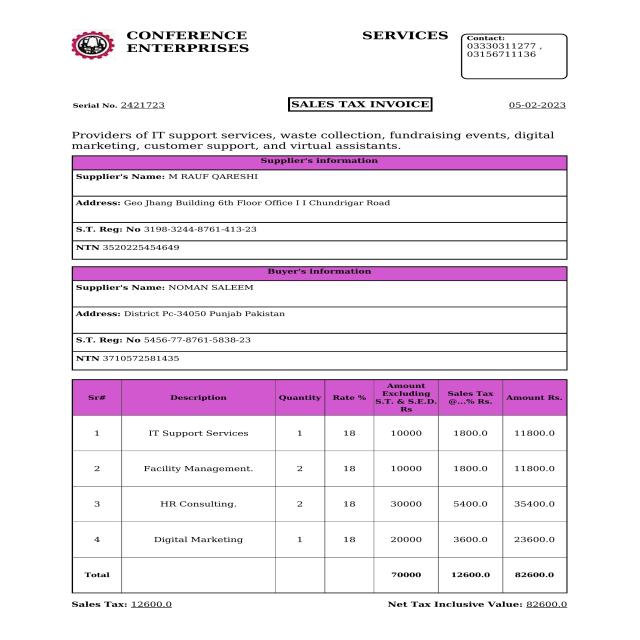 CONFERENCE SERVICES
ENTERPRISES
Contact:
03330311277 ,
03156711136
Serial No. 2421723 SALES TAX INVOICE 05-02-2023
Providers of IT support services, waste collection, fundraising events, digital
marketing, customer support, and virtual assistants.
Supplier's information
Supplier's Name: M RAUF QARESHI
Address: Geo Jhang Building 6th Floor Office I I Chundrigar Road
S.T. Reg: No 3198-3244-8761-413-23
NTN 3520225454649
Buyer's information
Supplier's Name: NOMAN SALEEM
Address: District Pc-34050 Punjab Pakistan
S.T. Reg: No 5456-77-8761-5838-23
NTN 3710572581435
Sr# Description Quantity Rate % Amount Excluding S.T. & S.E.D. Rs Sales Tax @...% Rs. Amount Rs.
1 IT Support Services 1 18 10000 1800.0 11800.0
2 Facility Management. 2 18 10000 1800.0 11800.0
3 HR Consulting. 2 18 30000 5400.0 35400.0
4 Digital Marketing 1 18 20000 3600.0 23600.0
Total 70000 12600.0 82600.0
Sales Tax: 12600.0 Net Tax Inclusive Value: 82600.0